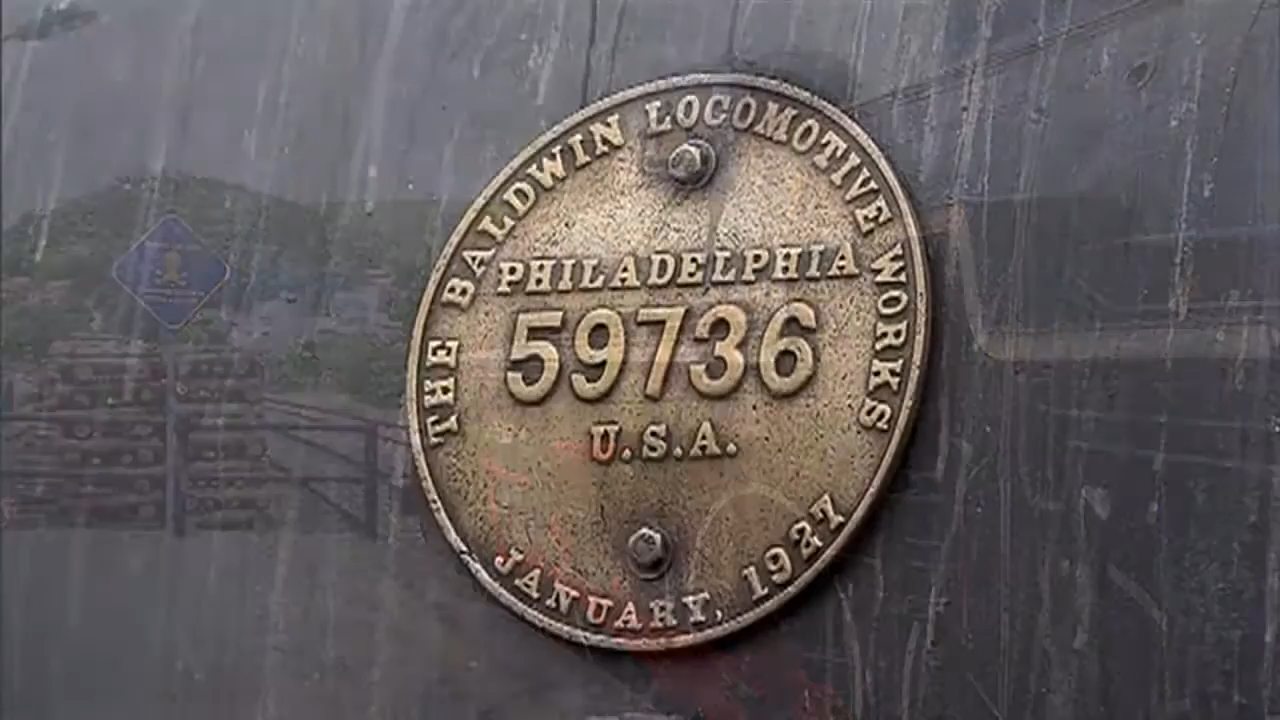 THE BALDWIN LOCOMOTIVE WORKS
PHILADELPHIA
59736
U.S.A.
JANUARY, 1927